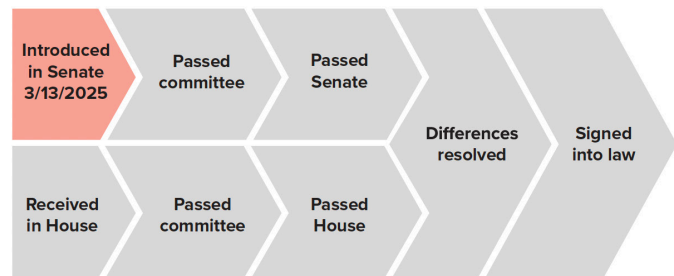 Introduced
in Senate
3/13/2025
Passed
committee
Passed
Senate
Differences
resolved
Signed
into law
Received
in House
Passed
committee
Passed
House